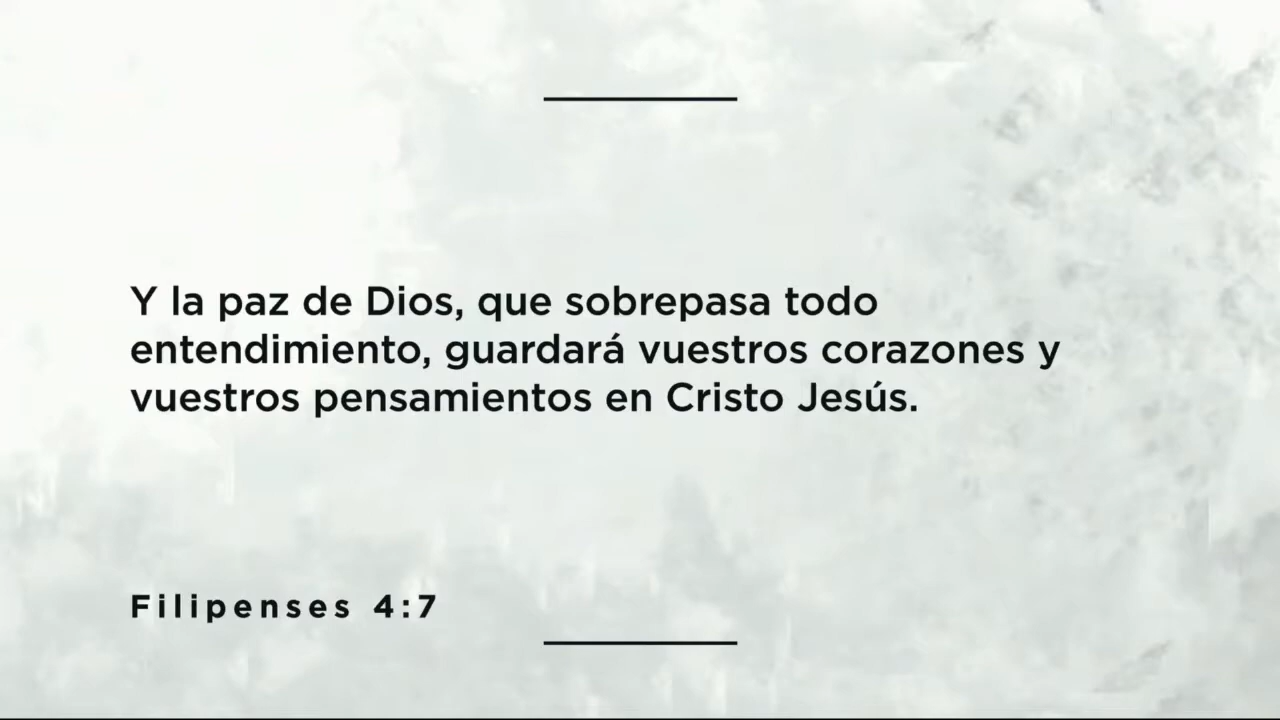 Y la paz de Dios, que sobrepasa todo
entendimiento, guardará vuestros corazones y
vuestros pensamientos en Cristo Jesús.
Filipenses 4:7